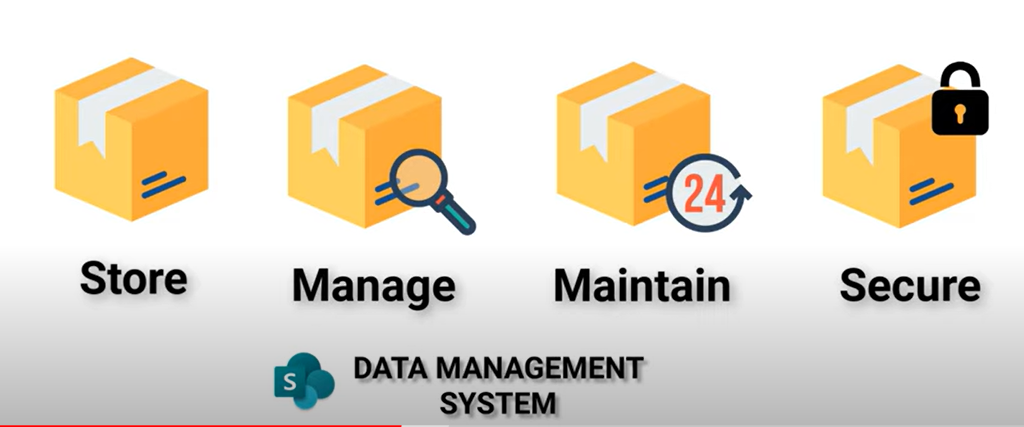 24
Store
Manage
Maintain
Secure
S
DATA MANAGEMENT
SYSTEM